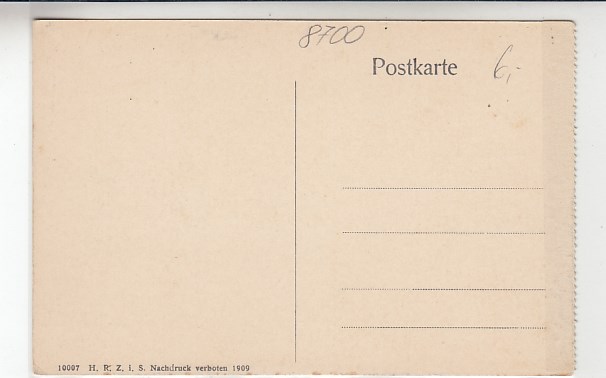 8700
Postkarte 6,-
10007 H. R. Z. i. S. Nachdruck verboten 1909